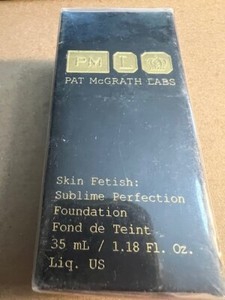 PM L
PAT McGRATH LABS
Skin Fetish:
Sublime Perfection
Foundation
Fond de Teint
35 mL / 1.18 Fl. Oz.
Liq. US